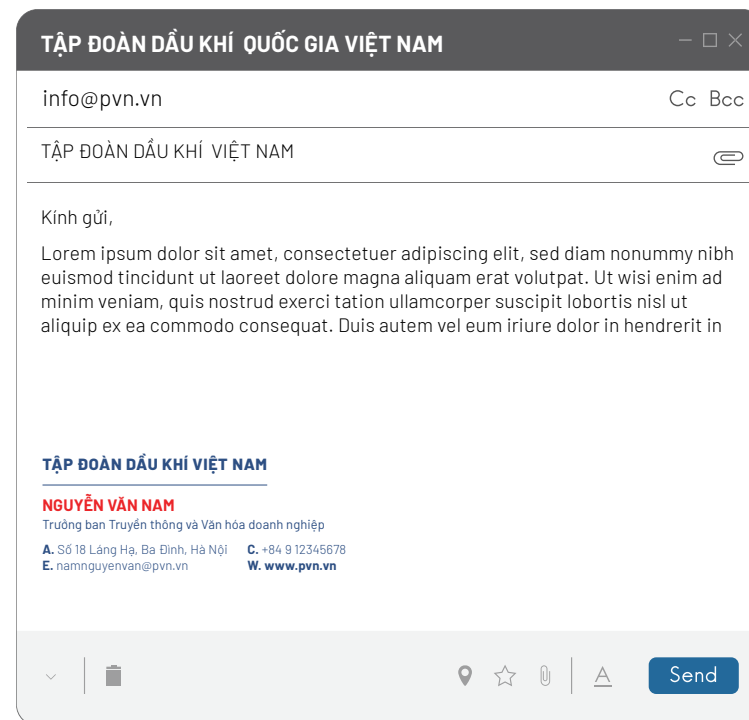 TẬP ĐOÀN DẦU KHÍ QUỐC GIA VIỆT NAM
info@pvn.vn Cc Bcc
TẬP ĐOÀN DẦU KHÍ VIỆT NAM
Kính gửi,
Lorem ipsum dolor sit amet, consectetuer adipiscing elit, sed diam nonummy nibh
euismod tincidunt ut laoreet dolore magna aliquam erat volutpat. Ut wisi enim ad
minim veniam, quis nostrud exerci tation ullamcorper suscipit lobortis nisl ut
aliquip ex ea commodo consequat. Duis autem vel eum iriure dolor in hendrerit in
TẬP ĐOÀN DẦU KHÍ VIỆT NAM
NGUYỄN VĂN NAM
Trưởng ban Truyền thông và Văn hóa doanh nghiệp
A. Số 18 Láng Hạ, Ba Đình, Hà Nội C. +84 9 12345678
E. namnguyenvan@pvn.vn W. www.pvn.vn
A Send